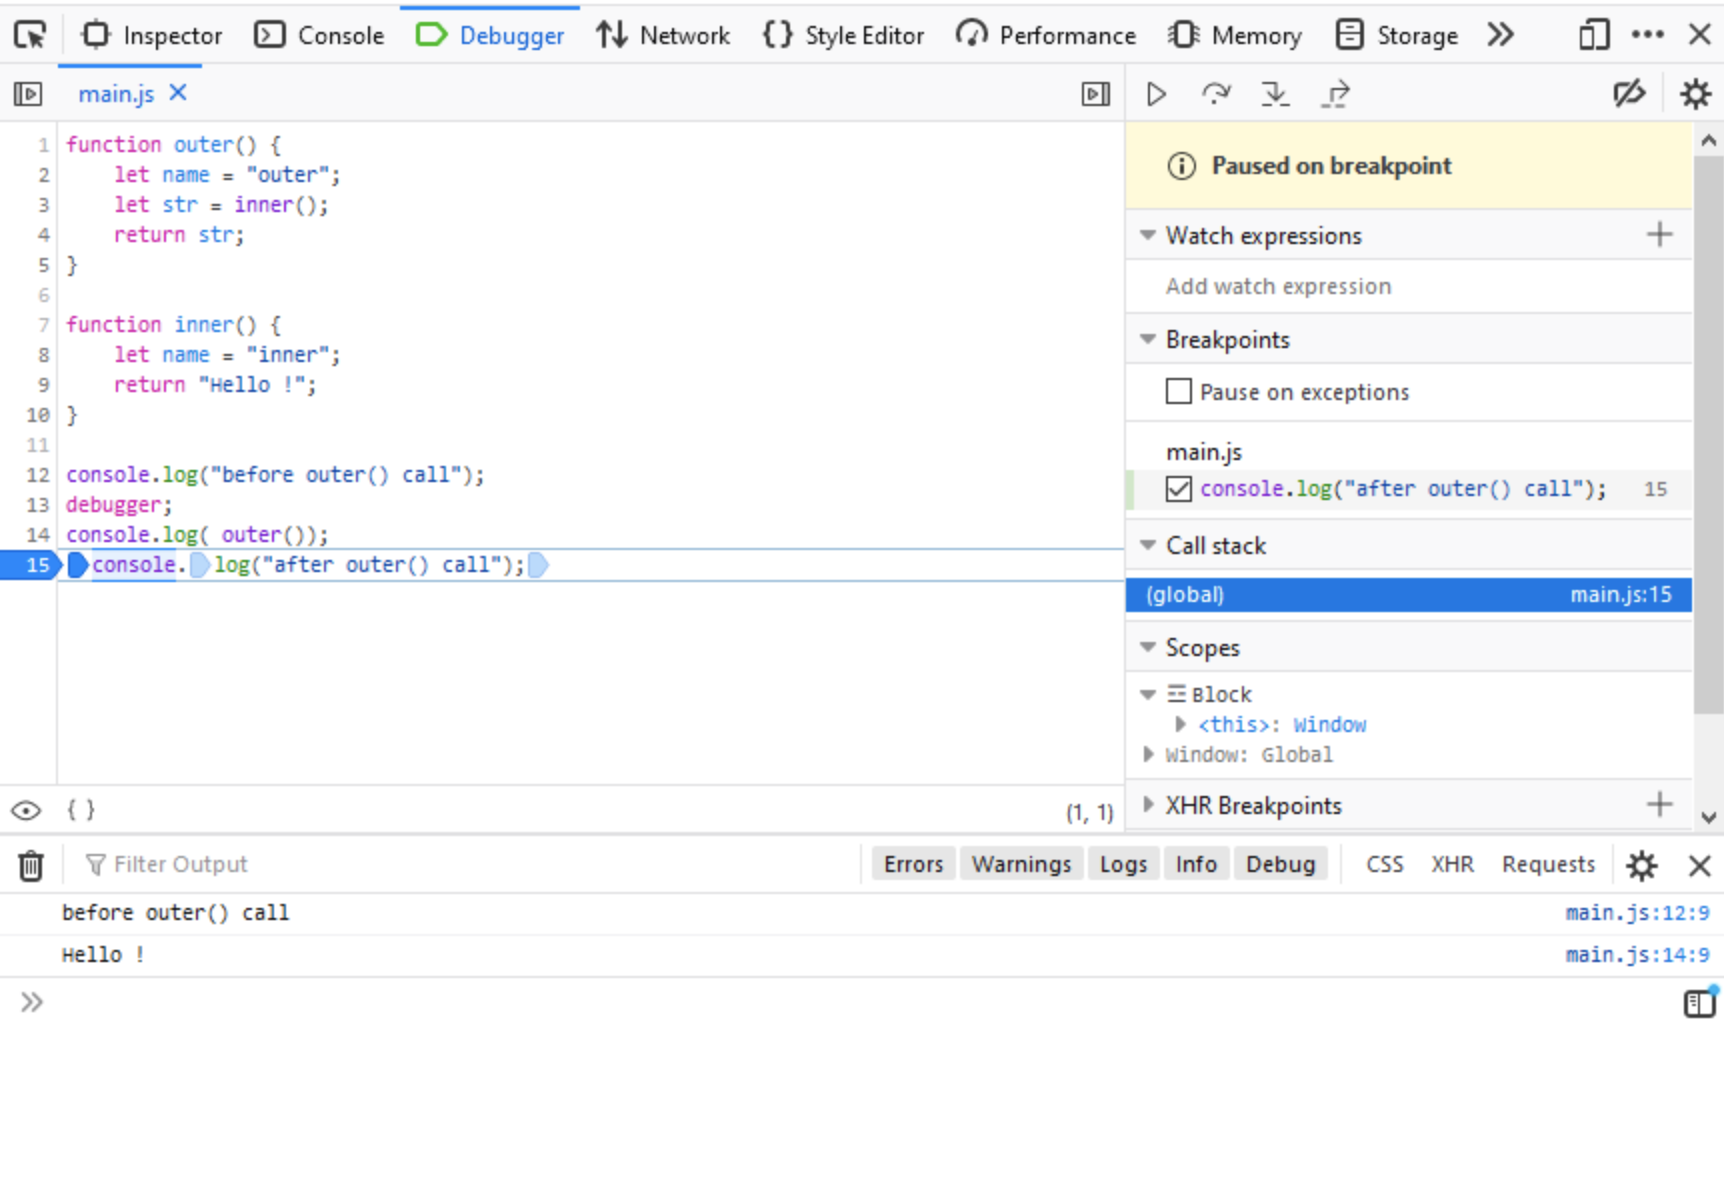 Inspector Console Debugger Network {} Style Editor Performance Memory Storage
main.js
1 function outer() {
2 let name = "outer";
3 let str = inner();
4 return str;
5 }
6
7 function inner() {
8 let name = "inner";
9 return "Hello !";
10 }
11
12 console.log("before outer() call");
13 debugger;
14 console.log( outer());
15 console.log("after outer() call");
{ } (1, 1)
Paused on breakpoint
Watch expressions
Add watch expression
Breakpoints
Pause on exceptions
main.js
console.log("after outer() call"); 15
Call stack
(global) main.js:15
Scopes
Block
<this>: Window
Window: Global
XHR Breakpoints
Filter Output Errors Warnings Logs Info Debug CSS XHR Requests
before outer() call main.js:12:9
Hello ! main.js:14:9